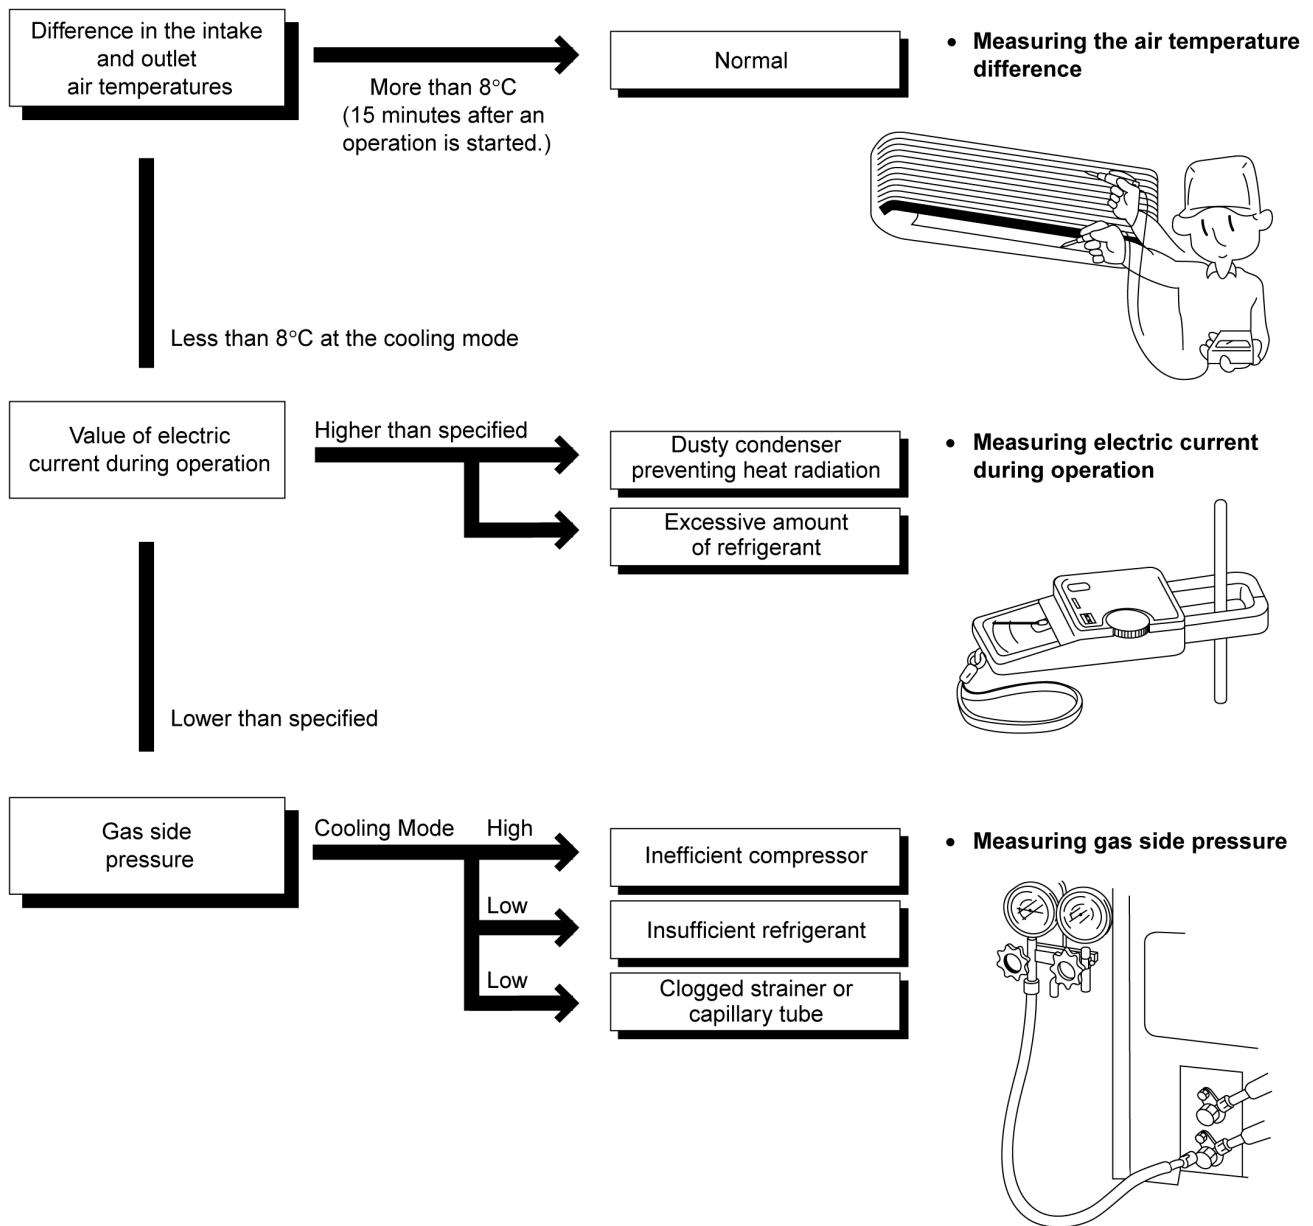 Difference in the intake
and outlet
air temperatures
More than 8°C
(15 minutes after an
operation is started.)
Normal
• Measuring the air temperature
difference
Less than 8°C at the cooling mode
Value of electric
current during operation
Higher than specified
Dusty condenser
preventing heat radiation
Excessive amount
of refrigerant
• Measuring electric current
during operation
Lower than specified
Gas side
pressure
Cooling Mode High
Inefficient compressor
Low
Insufficient refrigerant
Low
Clogged strainer or
capillary tube
• Measuring gas side pressure